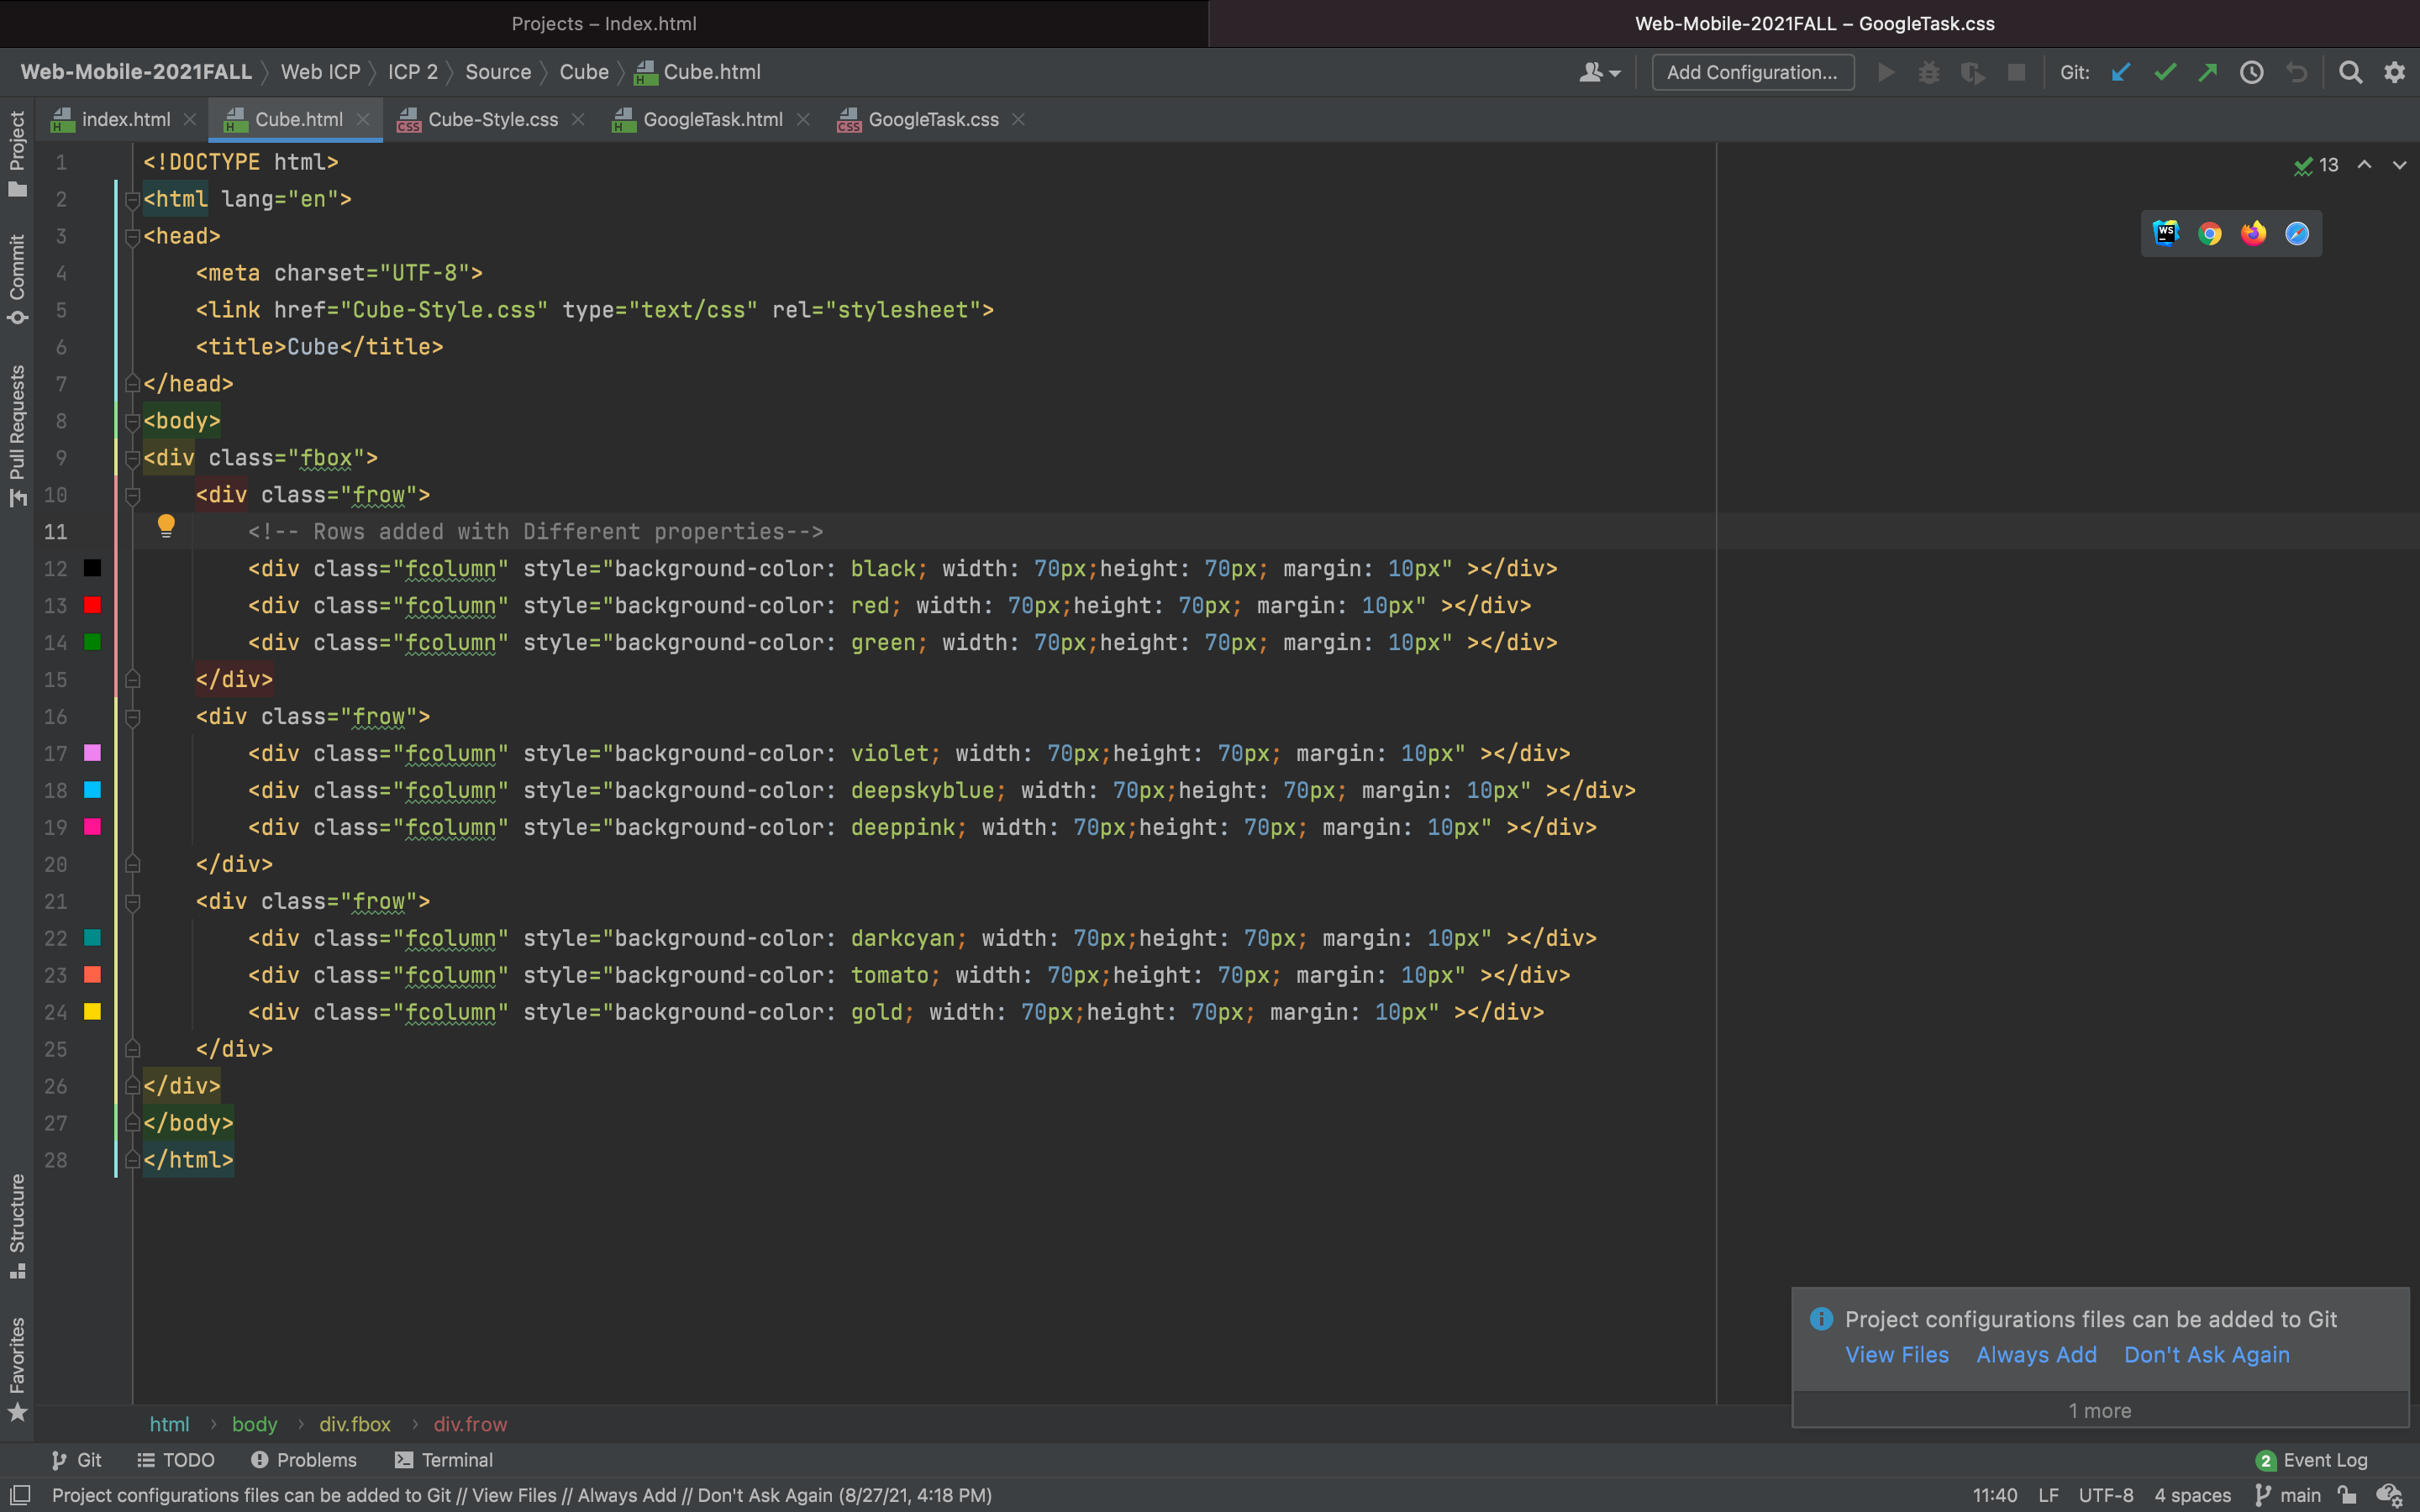 Projects – Index.html
Web-Mobile-2021FALL – GoogleTask.css
Web-Mobile-2021FALL Web ICP ICP 2 Source Cube Cube.html
Add Configuration...
Git:
index.html Cube.html Cube-Style.css GoogleTask.html GoogleTask.css
Project
Commit
Pull Requests
Structure
Favorites
13
1 <!DOCTYPE html>
2 <html lang="en">
3 <head>
4     <meta charset="UTF-8">
5     <link href="Cube-Style.css" type="text/css" rel="stylesheet">
6     <title>Cube</title>
7 </head>
8 <body>
9 <div class="fbox">
10     <div class="frow">
11         <!-- Rows added with Different properties-->
12         <div class="fcolumn" style="background-color: black; width: 70px;height: 70px; margin: 10px" ></div>
13         <div class="fcolumn" style="background-color: red; width: 70px;height: 70px; margin: 10px" ></div>
14         <div class="fcolumn" style="background-color: green; width: 70px;height: 70px; margin: 10px" ></div>
15     </div>
16     <div class="frow">
17         <div class="fcolumn" style="background-color: violet; width: 70px;height: 70px; margin: 10px" ></div>
18         <div class="fcolumn" style="background-color: deepskyblue; width: 70px;height: 70px; margin: 10px" ></div>
19         <div class="fcolumn" style="background-color: deeppink; width: 70px;height: 70px; margin: 10px" ></div>
20     </div>
21     <div class="frow">
22         <div class="fcolumn" style="background-color: darkcyan; width: 70px;height: 70px; margin: 10px" ></div>
23         <div class="fcolumn" style="background-color: tomato; width: 70px;height: 70px; margin: 10px" ></div>
24         <div class="fcolumn" style="background-color: gold; width: 70px;height: 70px; margin: 10px" ></div>
25     </div>
26 </div>
27 </body>
28 </html>
WS
Project configurations files can be added to Git
View Files Always Add Don't Ask Again
1 more
html body div.fbox div.frow
Git TODO Problems Terminal
2 Event Log
Project configurations files can be added to Git // View Files // Always Add // Don't Ask Again (8/27/21, 4:18 PM)
11:40 LF UTF-8 4 spaces main